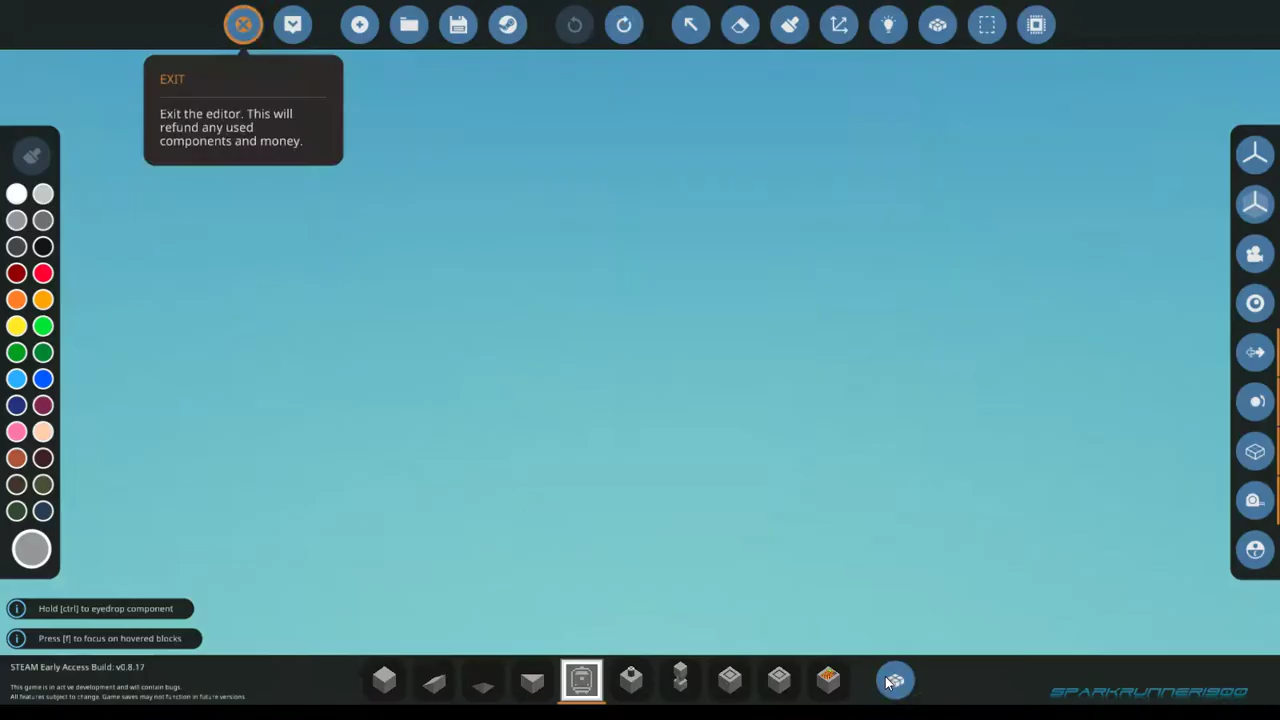 EXIT
Exit the editor. This will
refund any used
components and money.
Hold [ctrl] to eyedrop component
Press [f] to focus on hovered blocks
STEAM Early Access Build: v0.8.17
This game is in active development and will contain bugs.
All features subject to change. Game saves may not function in future versions.
SPARKRUNNER1900